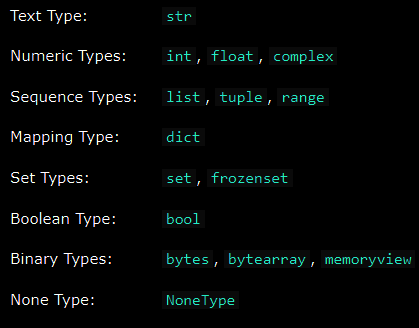 Text Type: str
Numeric Types: int, float, complex
Sequence Types: list, tuple, range
Mapping Type: dict
Set Types: set, frozenset
Boolean Type: bool
Binary Types: bytes, bytearray, memoryview
None Type: NoneType